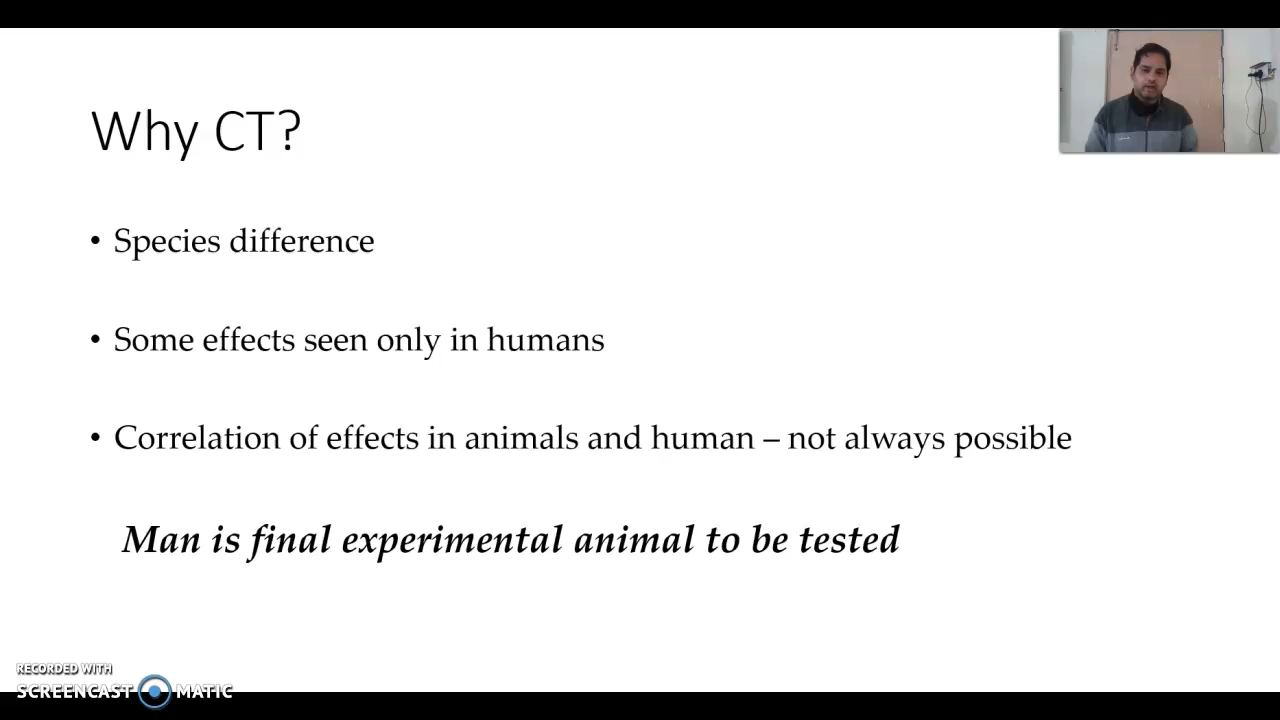 Why CT?
• Species difference
• Some effects seen only in humans
• Correlation of effects in animals and human – not always possible
Man is final experimental animal to be tested
RECORDED WITH
SCREENCAST MATIC